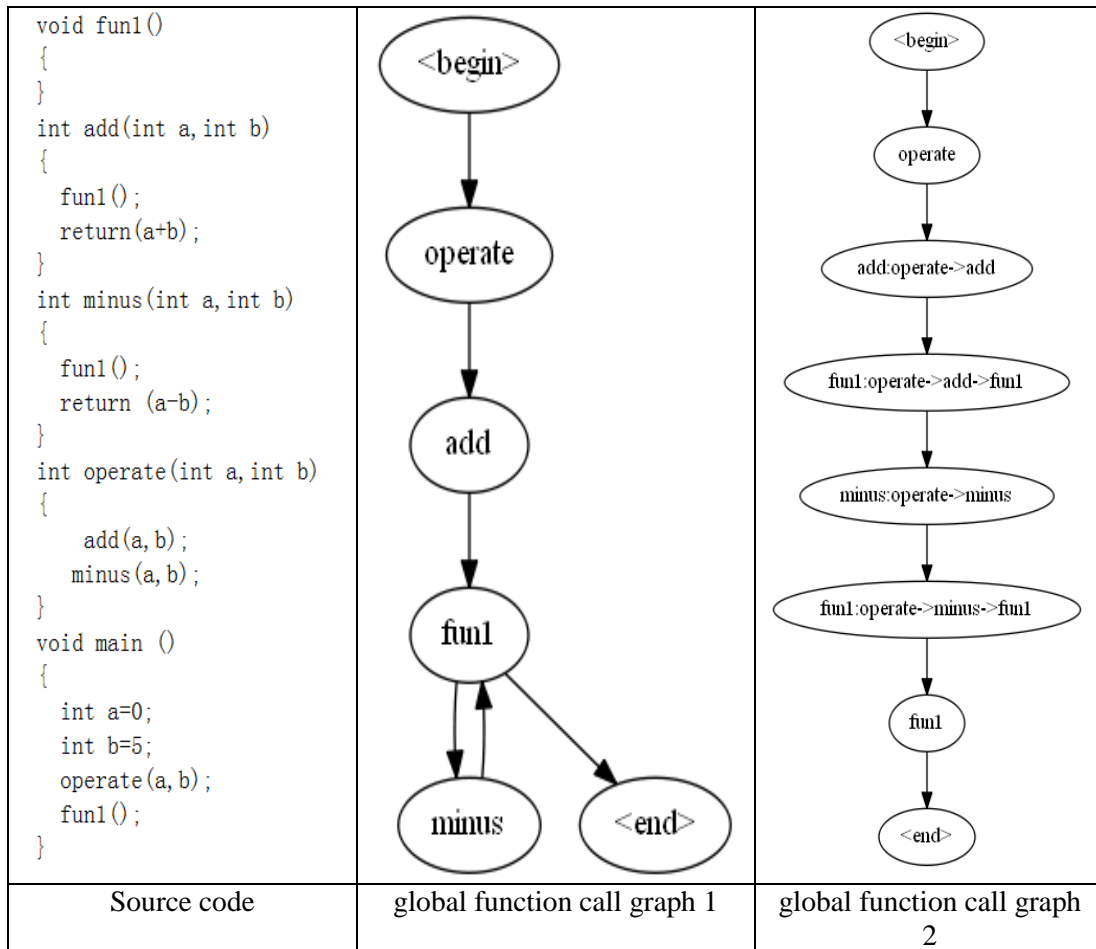 void fun1()
{
}
int add(int a,int b)
{
fun1();
return(a+b);
}
int minus(int a,int b)
{
fun1();
return (a-b);
}
int operate(int a,int b)
{
add(a,b);
minus(a,b);
}
void main ()
{
int a=0;
int b=5;
operate(a,b);
fun1();
}
Source code
<begin>
operate
add
fun1
minus
<end>
global function call graph 1
<begin>
operate
add:operate->add
fun1:operate->add->fun1
minus:operate->minus
fun1:operate->minus->fun1
fun1
<end>
global function call graph
2